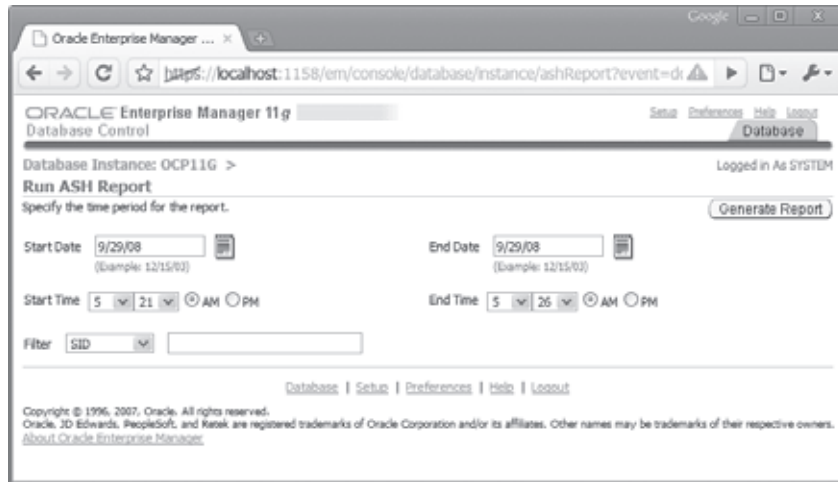 Google
Oracle Enterprise Manager ...
https://localhost:1158/em/console/database/instance/ashReport?event=d
ORACLE Enterprise Manager 11g
Database Control
Setup Preferences Help Logout
Database
Database Instance: OCP11G >
Logged in As SYSTEM
Run ASH Report
Specify the time period for the report.
Generate Report
Start Date 9/29/08
(Example: 12/15/03)
End Date 9/29/08
(Example: 12/15/03)
Start Time 5 21 AM PM
End Time 5 26 AM PM
Filter SID
Database | Setup | Preferences | Help | Logout
Copyright © 1996, 2007, Oracle. All rights reserved.
Oracle, JD Edwards, PeopleSoft, and Retek are registered trademarks of Oracle Corporation and/or its affiliates. Other names may be trademarks of their respective owners.
About Oracle Enterprise Manager